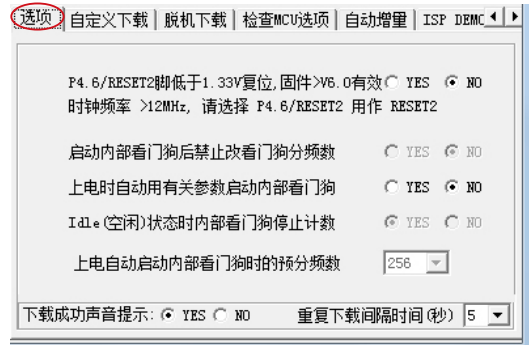 选项 自定义下载 脱机下载 检查MCU选项 自动增量 ISP DEMO
P4.6/RESET2脚低于1.33V复位,固件>V6.0有效 YES NO
时钟频率 >12MHz, 请选择 P4.6/RESET2 用作 RESET2
启动内部看门狗后禁止改看门狗分频数 YES NO
上电时自动用有关参数启动内部看门狗 YES NO
Idle(空闲)状态时内部看门狗停止计数 YES NO
上电自动启动内部看门狗时的预分频数 256
下载成功声音提示: YES NO 重复下载间隔时间(秒) 5